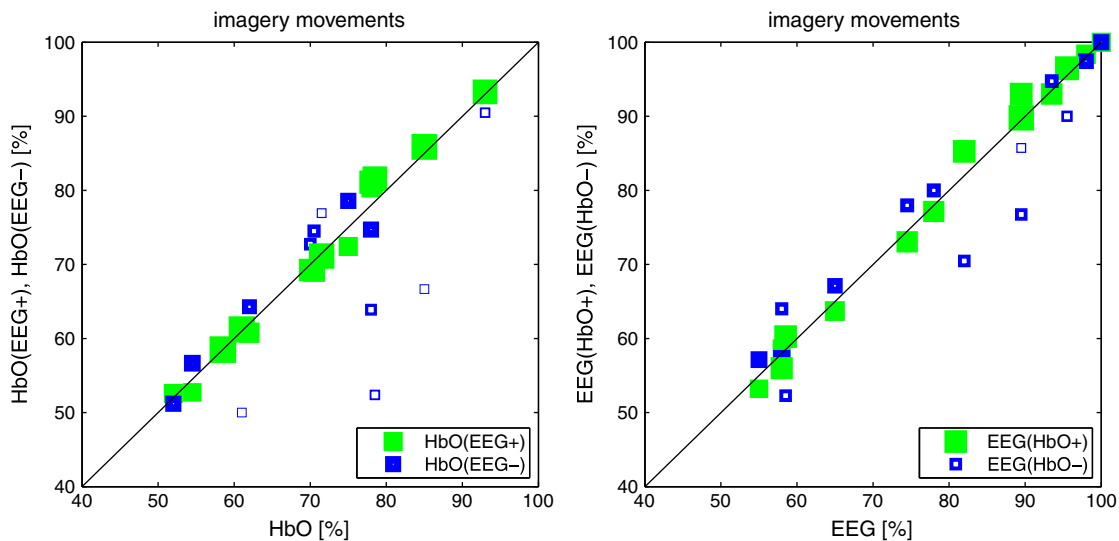 imagery movements
HbO(EEG+), HbO(EEG−) [%]
100
90
80
70
60
50
40
40 50 60 70 80 90 100
HbO [%]
HbO(EEG+)
HbO(EEG−)
imagery movements
EEG(HbO+), EEG(HbO−) [%]
100
90
80
70
60
50
40
40 50 60 70 80 90 100
EEG [%]
EEG(HbO+)
EEG(HbO−)